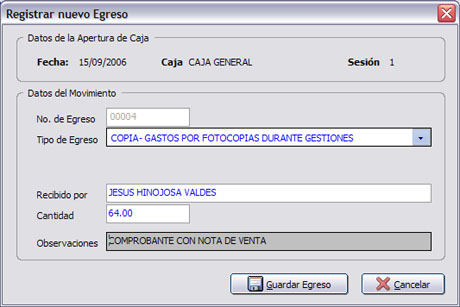 Registrar nuevo Egreso
Datos de la Apertura de Caja
Fecha: 15/09/2006 Caja CAJA GENERAL Sesión 1
Datos del Movimiento
No. de Egreso 00004
Tipo de Egreso COPIA- GASTOS POR FOTOCOPIAS DURANTE GESTIONES
Recibido por JESUS HINOJOSA VALDES
Cantidad 64.00
Observaciones COMPROBANTE CON NOTA DE VENTA
Guardar Egreso Cancelar